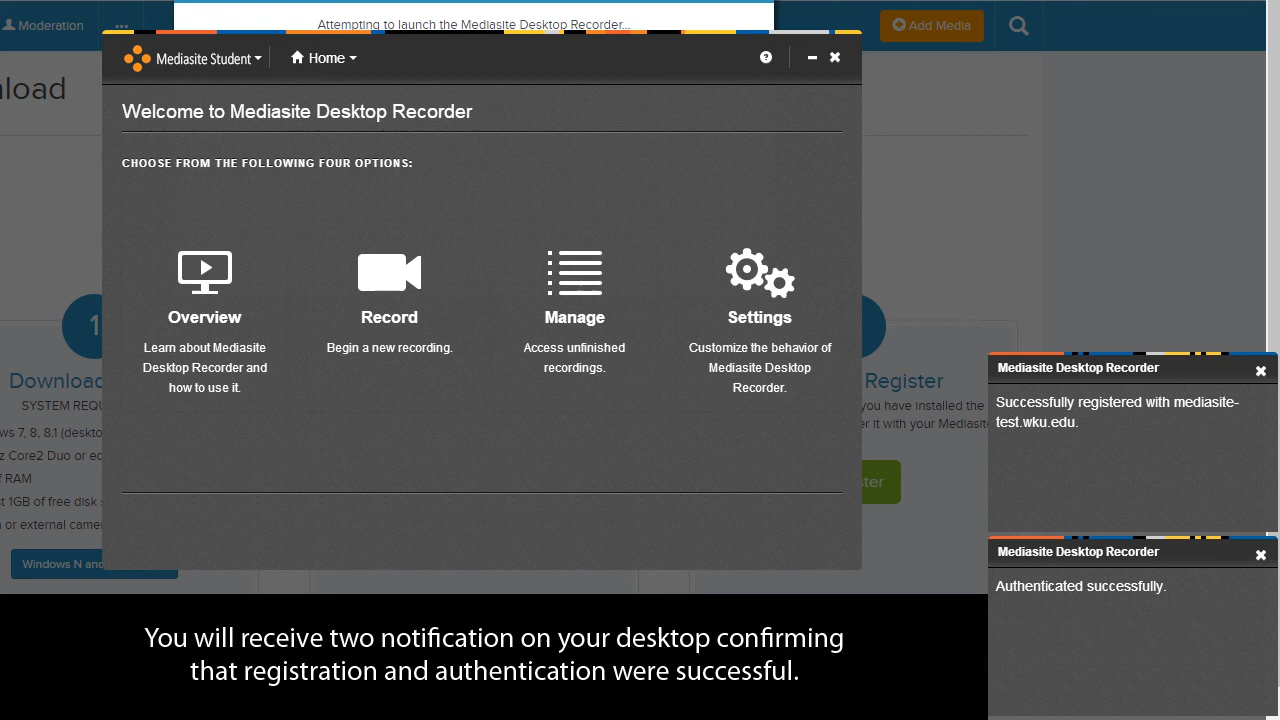 Moderation
...
Attempting to launch the Mediasite Desktop Recorder...
Add Media
Mediasite Student
Home
load
Welcome to Mediasite Desktop Recorder
CHOOSE FROM THE FOLLOWING FOUR OPTIONS:
Overview
Learn about Mediasite
Desktop Recorder and
how to use it.
Record
Begin a new recording.
Manage
Access unfinished
recordings.
Settings
Customize the behavior of
Mediasite Desktop
Recorder.
1
Download
SYSTEM REQU
ws 7, 8, 8.1 (deskto
z Core2 Duo or eq
f RAM
t 1GB of free disk s
n or external camer
Windows N and
Register
you have installed the
er it with your Mediasite
ster
Mediasite Desktop Recorder
Successfully registered with mediasite-
test.wku.edu.
Mediasite Desktop Recorder
Authenticated successfully.
You will receive two notification on your desktop confirming
that registration and authentication were successful.